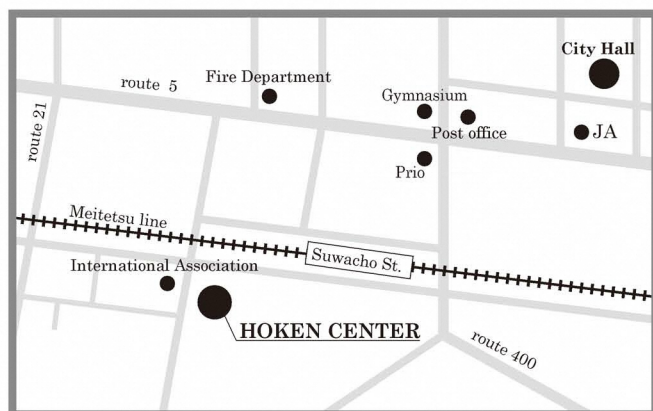 City Hall
Fire Department
route 5
Gymnasium
route 21
Post office
JA
Prio
Meitetsu line
Suwacho St.
International Association
HOKEN CENTER
route 400